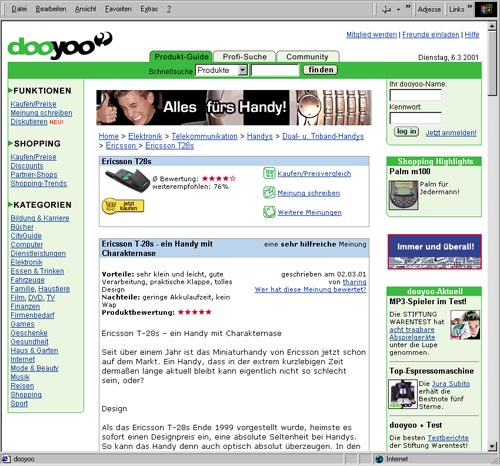 Datei Bearbeiten Ansicht Favoriten Extras ?
Adresse Links »
dooyoo
Mitglied werden | Freunde einladen | Hilfe
Produkt-Guide Profi-Suche Community
Dienstag, 6.3.2001
Schnellsuche Produkte finden
FUNKTIONEN
Kaufen/Preise
Meinung schreiben
Diskutieren NEU!
SHOPPING
Kaufen/Preise
Discounts
Partner-Shops
Shopping-Trends
KATEGORIEN
Bildung & Karriere
Bücher
CityGuide
Computer
Dienstleistungen
Elektronik
Essen & Trinken
Fahrzeuge
Familie, Haustiere
Film, DVD, TV
Finanzen
Firmenbedarf
Games
Geschenke
Gesundheit
Haus & Garten
Internet
Mode & Beauty
Musik
Reisen
Shopping
Sport
Alles fürs Handy!
Home > Elektronik > Telekommunikation > Handys > Dual- u. Triband-Handys
> Ericsson > Ericsson T28s
Ericsson T28s
Ø Bewertung: ★★★★☆
weiterempfohlen: 76%
jetzt kaufen
Kaufen/Preisvergleich
Meinung schreiben
Weitere Meinungen
Ericsson T-28s - ein Handy mit
Charakternase
eine sehr hilfreiche Meinung
Vorteile: sehr klein und leicht, gute
Verarbeitung, praktische Klappe, tolles
Design
Nachteile: geringe Akkulaufzeit, kein
Wap
Produktbewertung: ★★★★★
geschrieben am 02.03.01
von tharing
Wer hat diese Meinung bewertet?
Ericsson T-28s – ein Handy mit Charakternase
Seit über einem Jahr ist das Miniaturhandy von Ericsson jetzt schon
auf dem Markt. Ein Handy, dass in der extrem kurzlebigen Zeit
dermaßen lange aktuell bleibt kann eigentlich nicht so schlecht
sein, oder?
Design
Als das Ericsson T-28s Ende 1999 vorgestellt wurde, heimste es
sofort einen Designpreis ein, eine absolute Seltenheit bei Handys.
So kann das Handy denn auch optisch absolut überzeugen. In den
Ihr dooyoo-Name:
Kennwort:
log in Jetzt anmelden!
Shopping Highlights
Palm m100
Palm für
Jedermann!
Immer und überall!
dooyoo-Aktuell
MP3-Spieler im Test!
Die STIFTUNG
WARENTEST hat
acht tragbare
Abspielgeräte
unter die Lupe
genommen.
Top-Espressomaschine
Die Jura Subito
erhält die
Bestnote fünf
Sterne.
dooyoo + Test
Die besten Testberichte
der Stiftung Warentest!
dooyoo
Internet